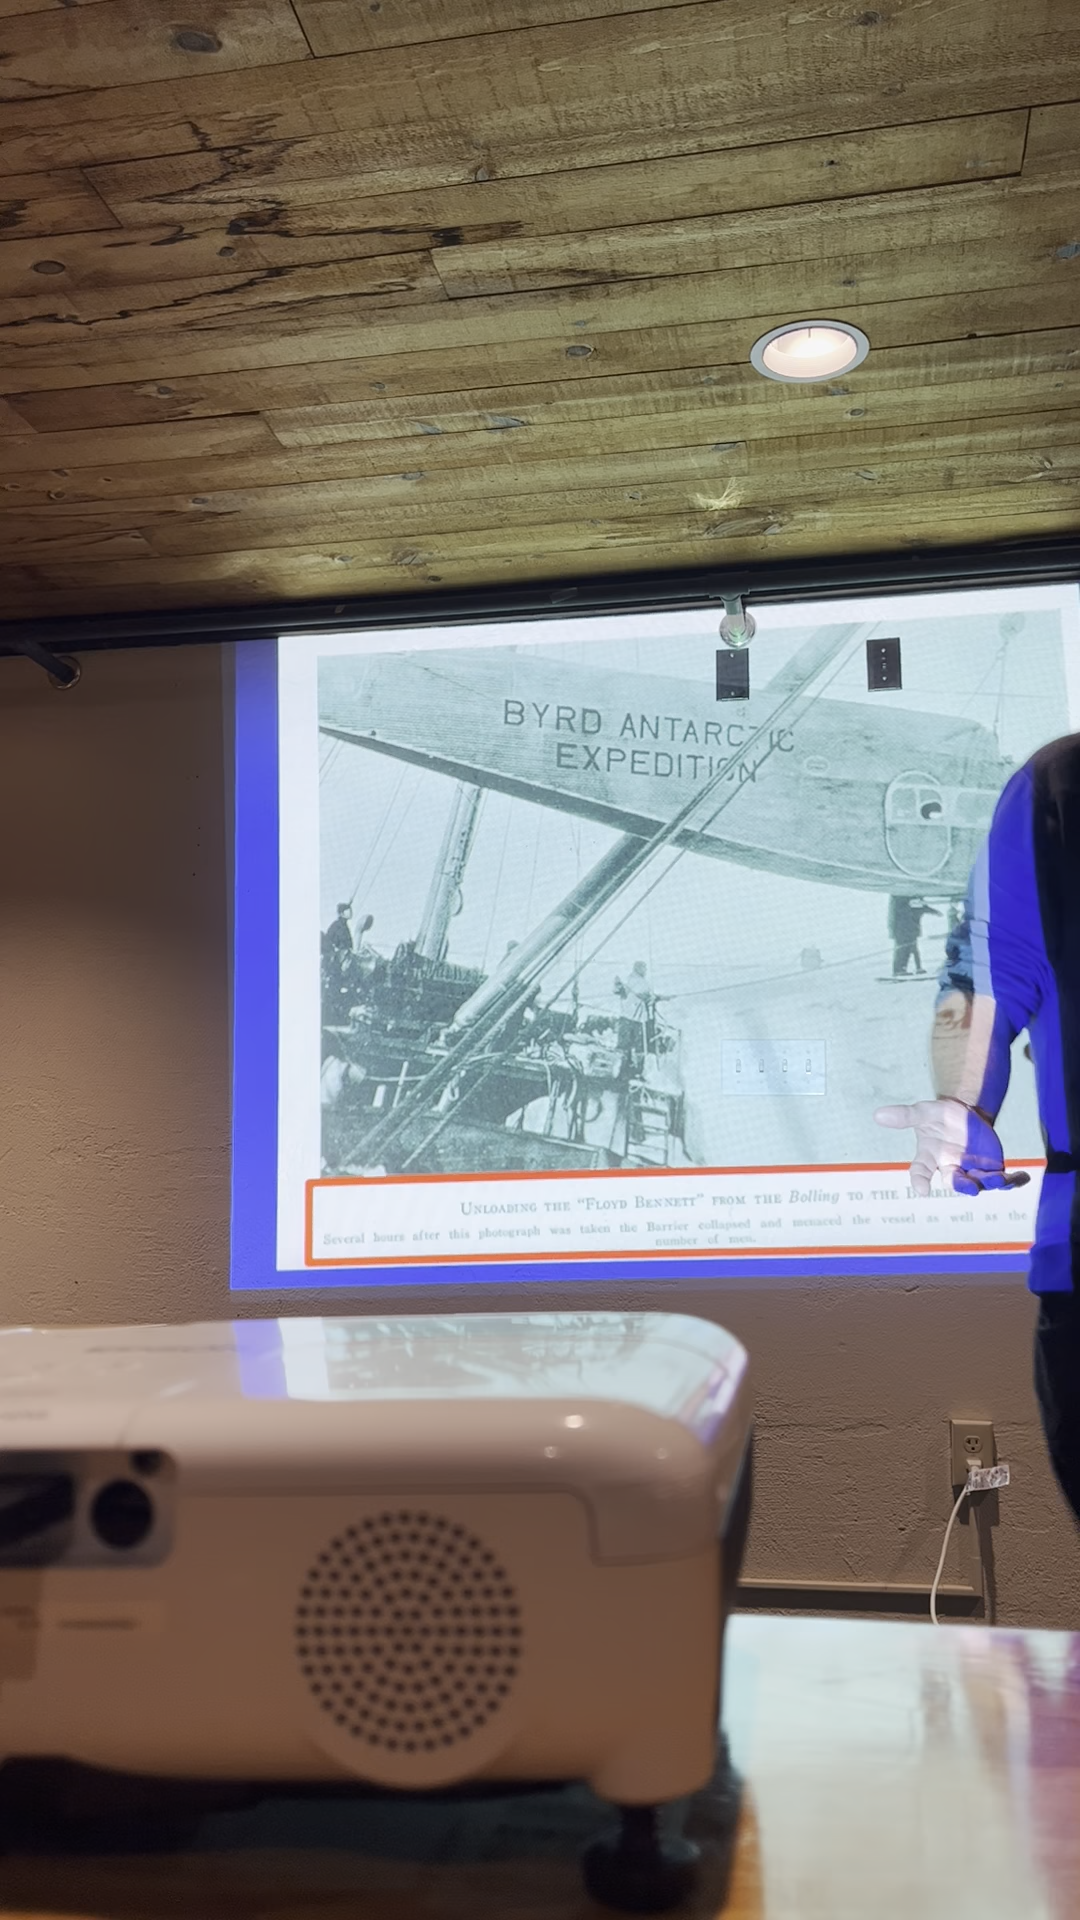 BYRD ANTARCTIC
EXPEDITION
UNLOADING THE "FLOYD BENNETT" FROM THE Bolling TO THE BARRIER
Several hours after this photograph was taken the Barrier collapsed and menaced the vessel as well as the
number of men.